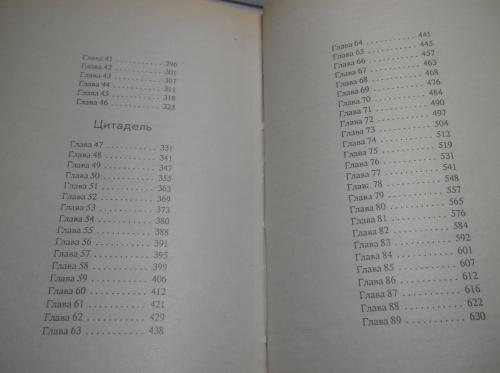 Глава 41 . . . . . . . . . . . 296
Глава 42 . . . . . . . . . . . 301
Глава 43 . . . . . . . . . . . 307
Глава 44 . . . . . . . . . . . 311
Глава 45 . . . . . . . . . . . 318
Глава 46 . . . . . . . . . . . 325
Цитадель
Глава 47 . . . . . . . . . . . 331
Глава 48 . . . . . . . . . . . 341
Глава 49 . . . . . . . . . . . 347
Глава 50 . . . . . . . . . . . 355
Глава 51 . . . . . . . . . . . 363
Глава 52 . . . . . . . . . . . 369
Глава 53 . . . . . . . . . . . 373
Глава 54 . . . . . . . . . . . 380
Глава 55 . . . . . . . . . . . 388
Глава 56 . . . . . . . . . . . 391
Глава 57 . . . . . . . . . . . 395
Глава 58 . . . . . . . . . . . 399
Глава 59 . . . . . . . . . . . 406
Глава 60 . . . . . . . . . . . 412
Глава 61 . . . . . . . . . . . 421
Глава 62 . . . . . . . . . . . 429
Глава 63 . . . . . . . . . . . 438
Глава 64 . . . . . . . . . . . 441
Глава 65 . . . . . . . . . . . 445
Глава 66 . . . . . . . . . . . 457
Глава 67 . . . . . . . . . . . 463
Глава 68 . . . . . . . . . . . 468
Глава 69 . . . . . . . . . . . 476
Глава 70 . . . . . . . . . . . 484
Глава 71 . . . . . . . . . . . 490
Глава 72 . . . . . . . . . . . 497
Глава 73 . . . . . . . . . . . 504
Глава 74 . . . . . . . . . . . 512
Глава 75 . . . . . . . . . . . 519
Глава 76 . . . . . . . . . . . 531
Глава 77 . . . . . . . . . . . 541
Глава 78 . . . . . . . . . . . 548
Глава 79 . . . . . . . . . . . 557
Глава 80 . . . . . . . . . . . 565
Глава 81 . . . . . . . . . . . 576
Глава 82 . . . . . . . . . . . 584
Глава 83 . . . . . . . . . . . 592
Глава 84 . . . . . . . . . . . 601
Глава 85 . . . . . . . . . . . 607
Глава 86 . . . . . . . . . . . 612
Глава 87 . . . . . . . . . . . 616
Глава 88 . . . . . . . . . . . 622
Глава 89 . . . . . . . . . . . 630